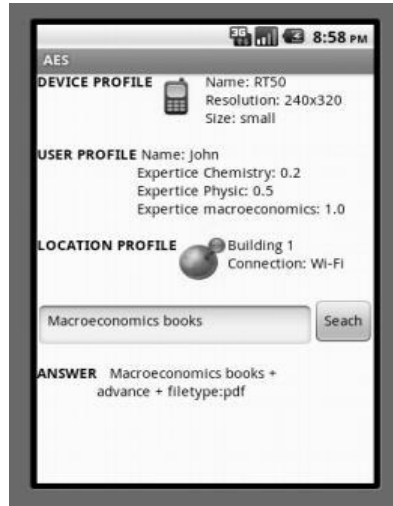 3G 8:58 PM
AES
DEVICE PROFILE Name: RT50
Resolution: 240x320
Size: small
USER PROFILE Name: John
Expertice Chemistry: 0.2
Expertice Physic: 0.5
Expertice macroeconomics: 1.0
LOCATION PROFILE Building 1
Connection: Wi-Fi
Macroeconomics books Seach
ANSWER Macroeconomics books +
advance + filetype:pdf